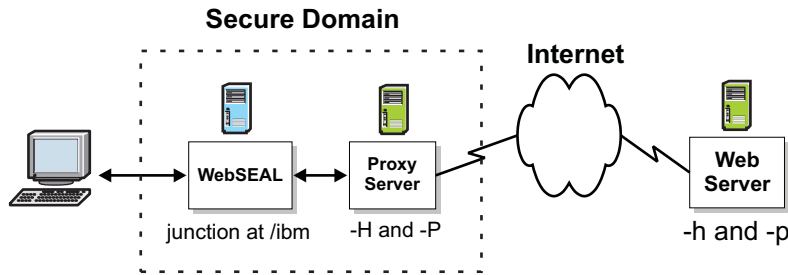 Secure Domain
Internet
WebSEAL
Proxy
Server
Web
Server
junction at /ibm
-H and -P
-h and -p